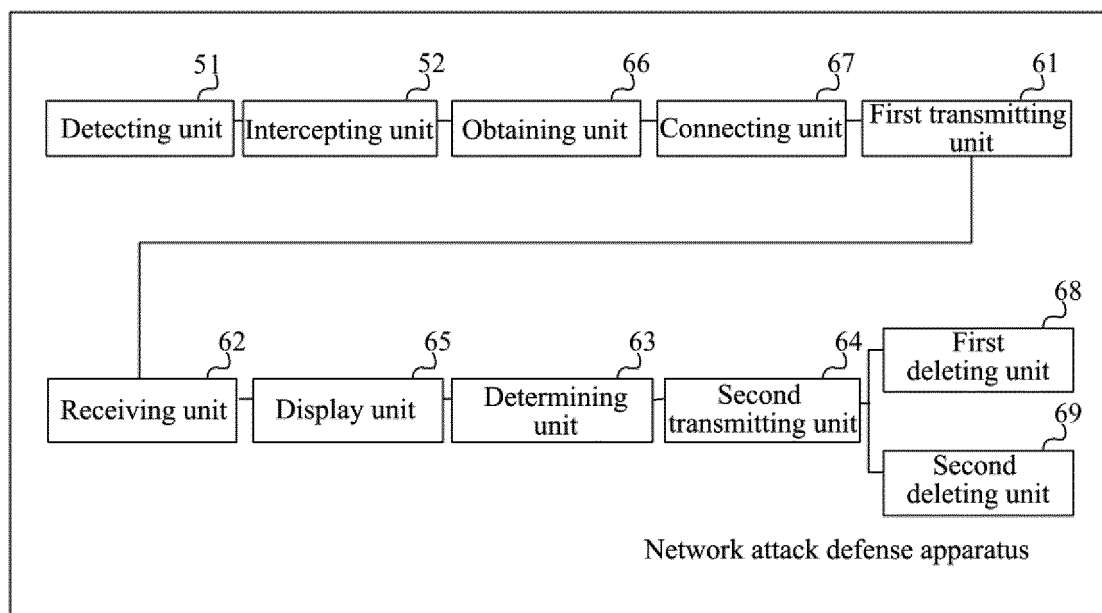 51
52
66
67
61
Detecting unit
Intercepting unit
Obtaining unit
Connecting unit
First transmitting
unit
62
65
63
64
68
First
deleting unit
Receiving unit
Display unit
Determining
unit
Second
transmitting unit
69
Second
deleting unit
Network attack defense apparatus